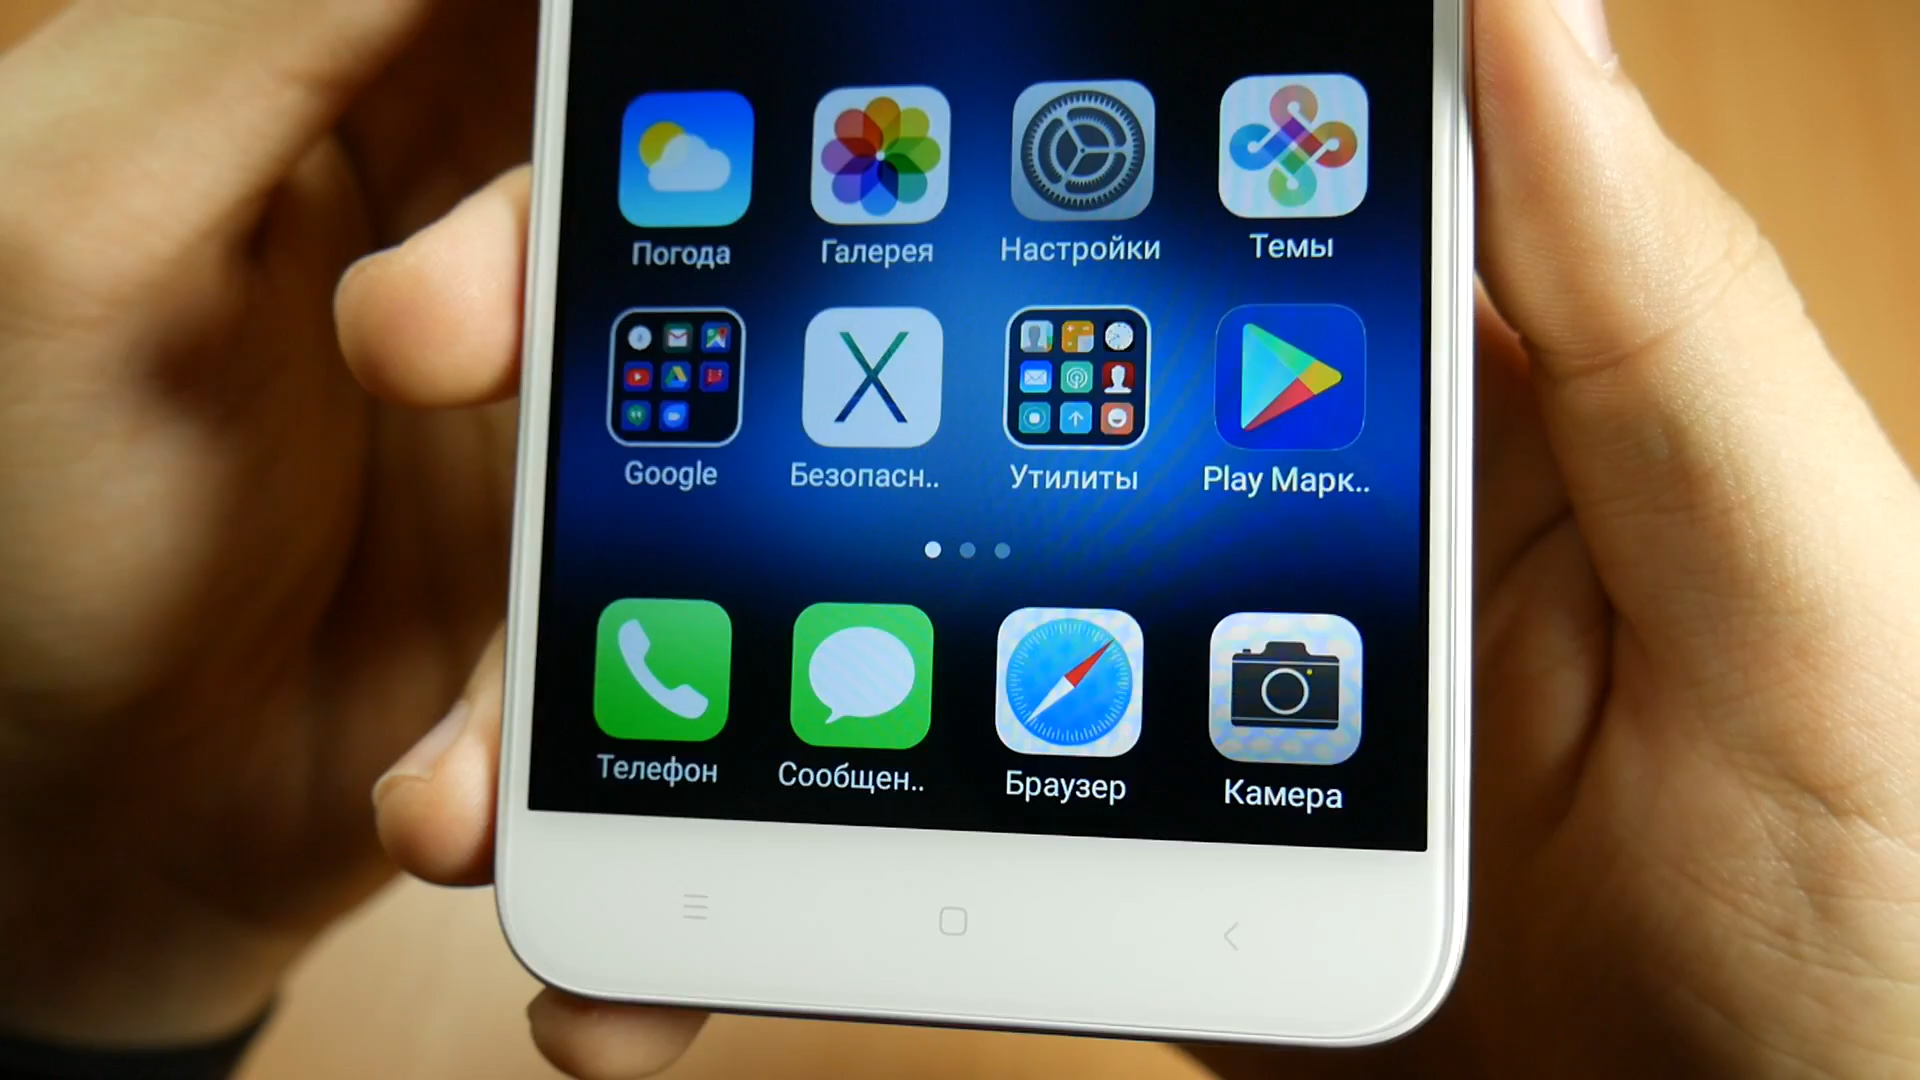 Погода
Галерея
Настройки
Темы
Google
Безопасн..
Утилиты
Play Марк..
Телефон
Сообщен..
Браузер
Камера